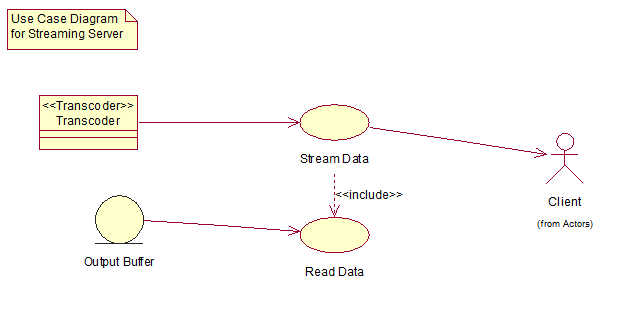 Use Case Diagram
for Streaming Server
<<Transcoder>>
Transcoder
Stream Data
<<include>>
Client
(from Actors)
Output Buffer
Read Data